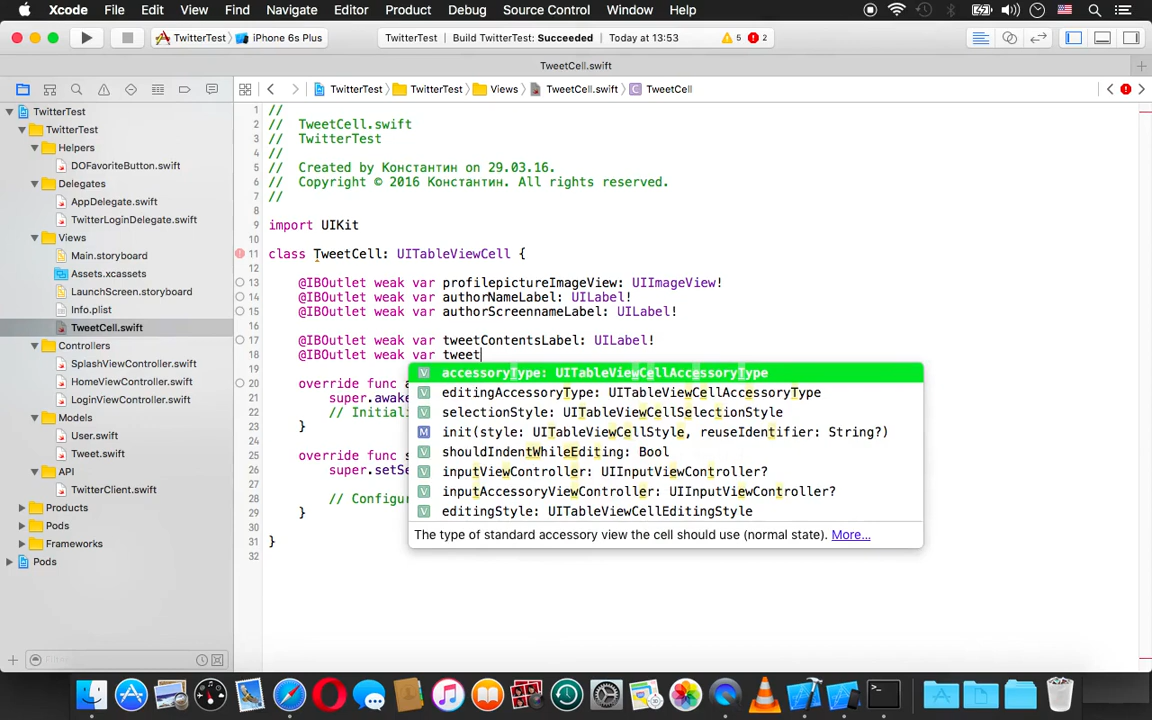 Xcode File Edit View Find Navigate Editor Product Debug Source Control Window Help
TwitterTest iPhone 6s Plus TwitterTest Build TwitterTest: Succeeded Today at 13:53 5 2
TweetCell.swift
TwitterTest TwitterTest Views TweetCell.swift TweetCell
TwitterTest
TwitterTest
Helpers
DOFavoriteButton.swift
Delegates
AppDelegate.swift
TwitterLoginDelegate.swift
Views
Main.storyboard
Assets.xcassets
LaunchScreen.storyboard
Info.plist
TweetCell.swift
Controllers
SplashViewController.swift
HomeViewController.swift
LoginViewController.swift
Models
User.swift
Tweet.swift
API
TwitterClient.swift
Products
Pods
Frameworks
Pods
Filter
1 //
2 // TweetCell.swift
3 // TwitterTest
4 //
5 // Created by Константин on 29.03.16.
6 // Copyright © 2016 Константин. All rights reserved.
7 //
8
9 import UIKit
10
11 class TweetCell: UITableViewCell {
12
13 @IBOutlet weak var profilepictureImageView: UIImageView!
14 @IBOutlet weak var authorNameLabel: UILabel!
15 @IBOutlet weak var authorScreennameLabel: UILabel!
16
17 @IBOutlet weak var tweetContentsLabel: UILabel!
18 @IBOutlet weak var tweet
19
20 override func a
21 super.awake
22 // Initiali
23 }
24
25 override func s
26 super.setSe
27
28 // Configur
29 }
30
31 }
32
V accessoryType: UITableViewCellAccessoryType
V editingAccessoryType: UITableViewCellAccessoryType
V selectionStyle: UITableViewCellSelectionStyle
M init(style: UITableViewCellStyle, reuseIdentifier: String?)
V shouldIndentWhileEditing: Bool
V inputViewController: UIInputViewController?
V inputAccessoryViewController: UIInputViewController?
V editingStyle: UITableViewCellEditingStyle
The type of standard accessory view the cell should use (normal state). More...